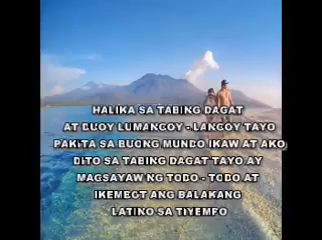 HALIKA SA TABING DAGAT
AT DUOY LUMANGOY - LANGOY TAYO
PAKITA SA BUONG MUNDO IKAW AT AKO
DITO SA TABING DAGAT TAYO AY
MAGSAYAW NG TODO - TODO AT
IKEMBOT ANG BALAKANG
LATINO SA TIYEMPO